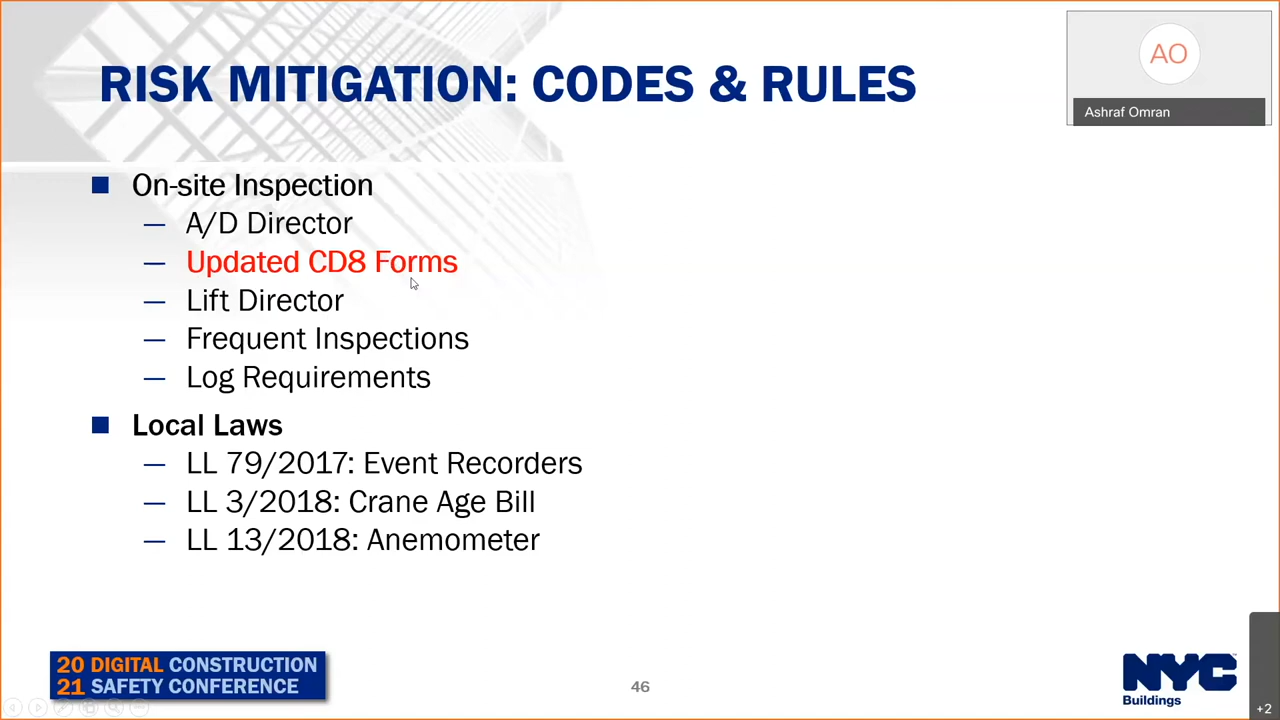 RISK MITIGATION: CODES & RULES
AO
Ashraf Omran
On-site Inspection
— A/D Director
— Updated CD8 Forms
— Lift Director
— Frequent Inspections
— Log Requirements
Local Laws
— LL 79/2017: Event Recorders
— LL 3/2018: Crane Age Bill
— LL 13/2018: Anemometer
20 DIGITAL CONSTRUCTION
21 SAFETY CONFERENCE
46
NYC
Buildings
+2